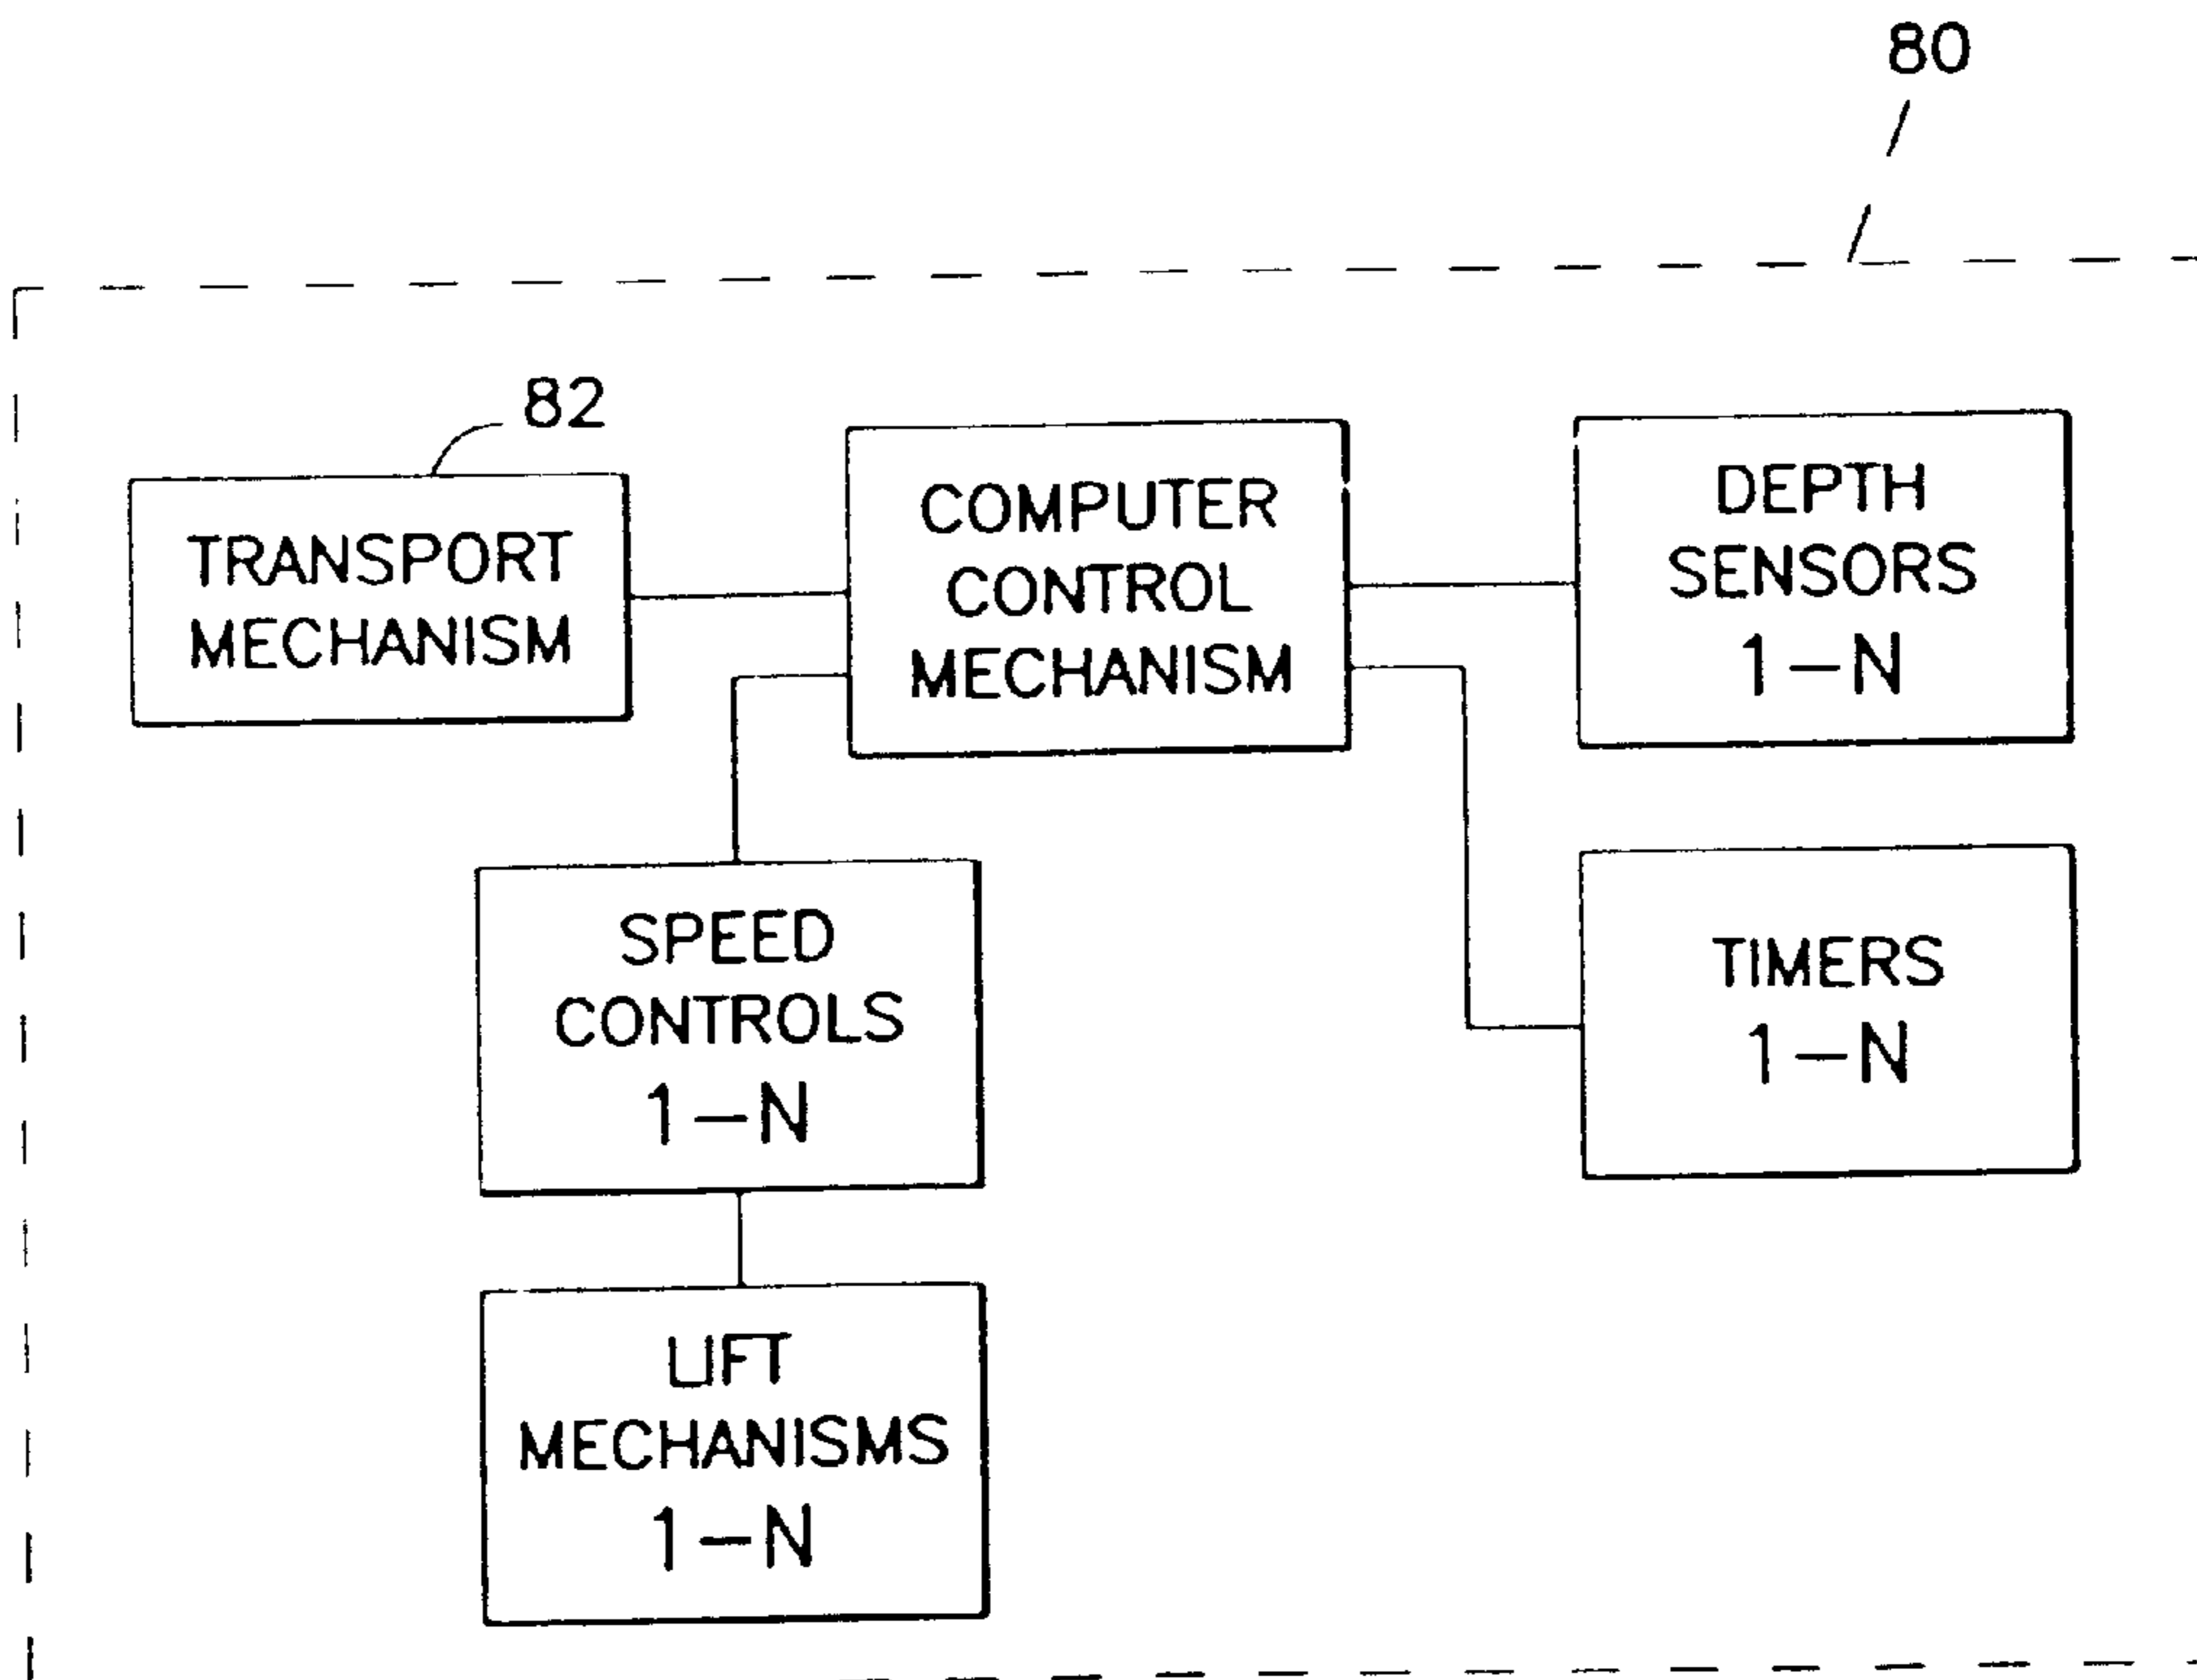 80
82
TRANSPORT
MECHANISM
COMPUTER
CONTROL
MECHANISM
DEPTH
SENSORS
1-N
SPEED
CONTROLS
1-N
TIMERS
1-N
LIFT
MECHANISMS
1-N